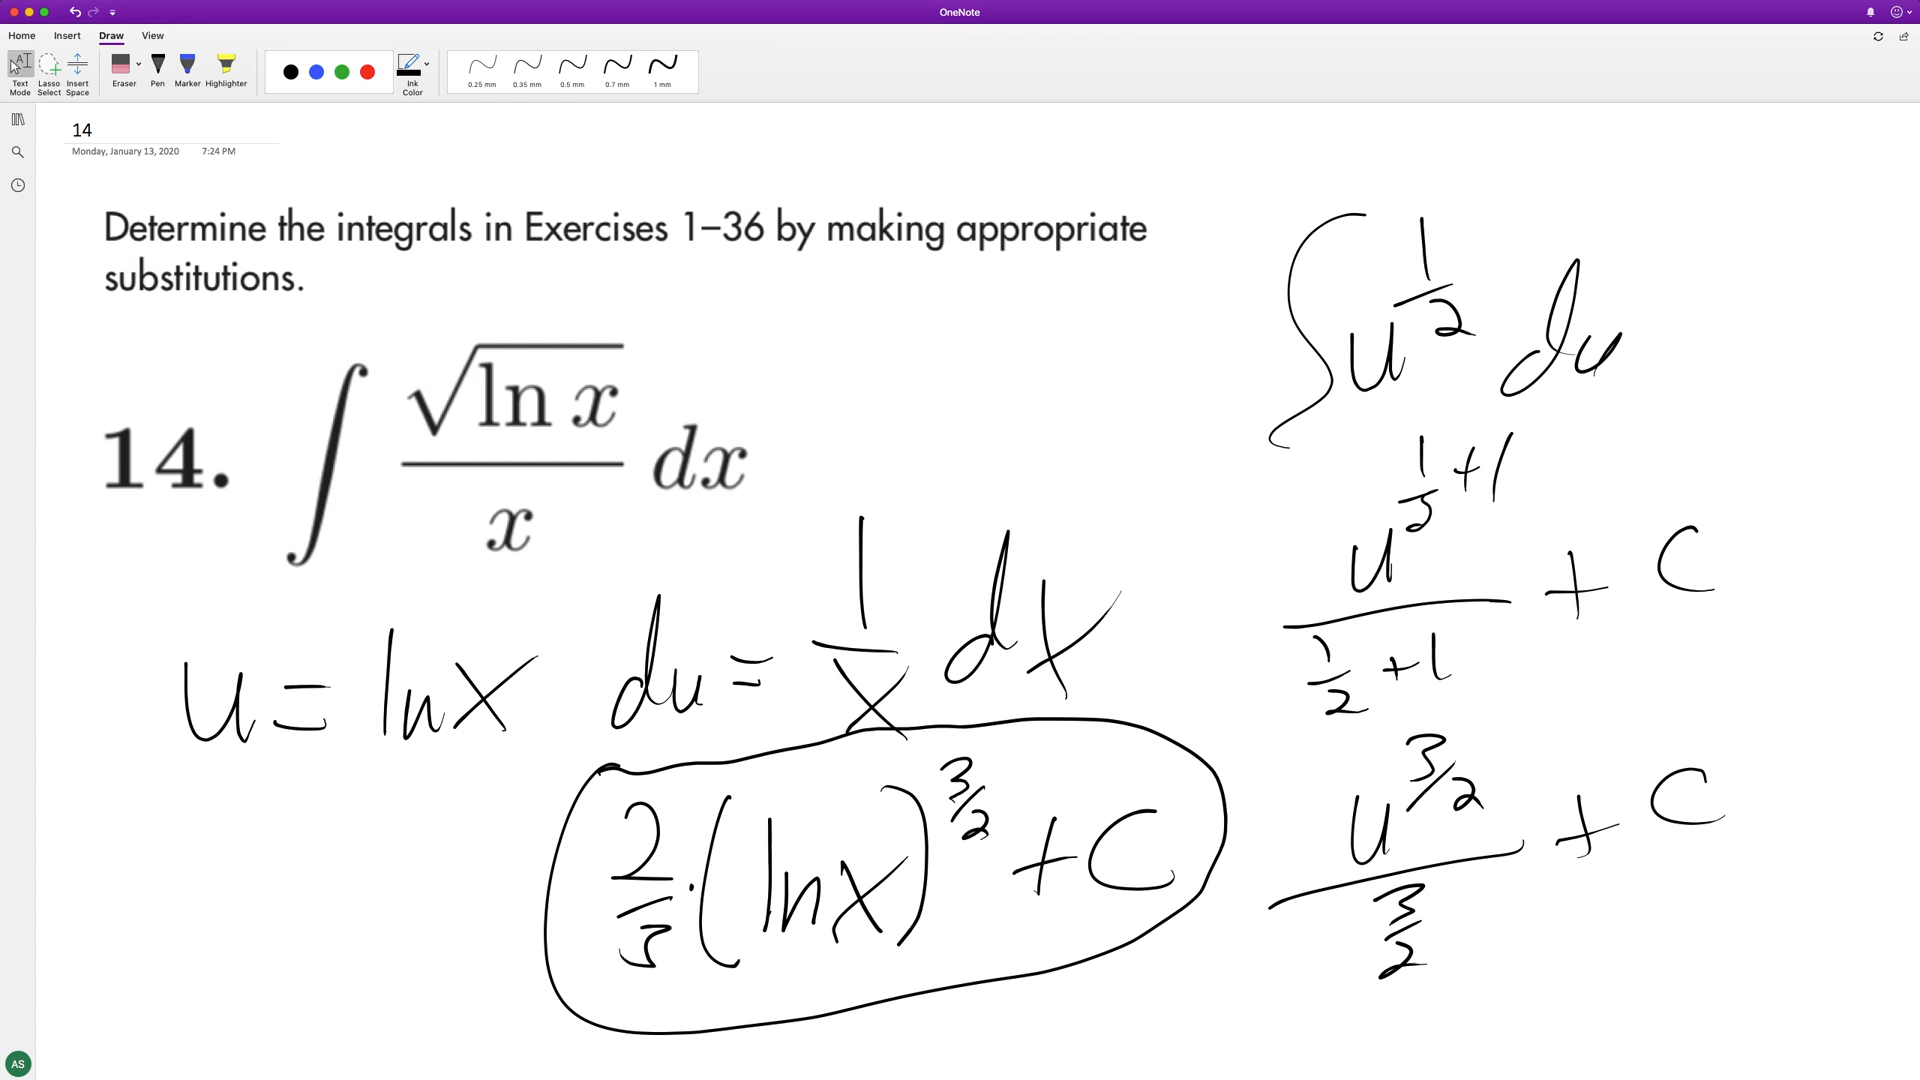 OneNote
Home Insert Draw View
Text Mode
Lasso Select
Insert Space
Eraser
Pen
Marker
Highlighter
Ink Color
0.25 mm
0.35 mm
0.5 mm
0.7 mm
1 mm
14
Monday, January 13, 2020 7:24 PM
Determine the integrals in Exercises 1–36 by making appropriate
substitutions.
14. ∫ √(ln x) / x dx
u = lnx du = 1/x dx
2/3 · (lnx)^3/2 + C
∫ u^1/2 du
u^(1/2 + 1) / (1/2 + 1) + C
u^3/2 / (3/2) + C
AS